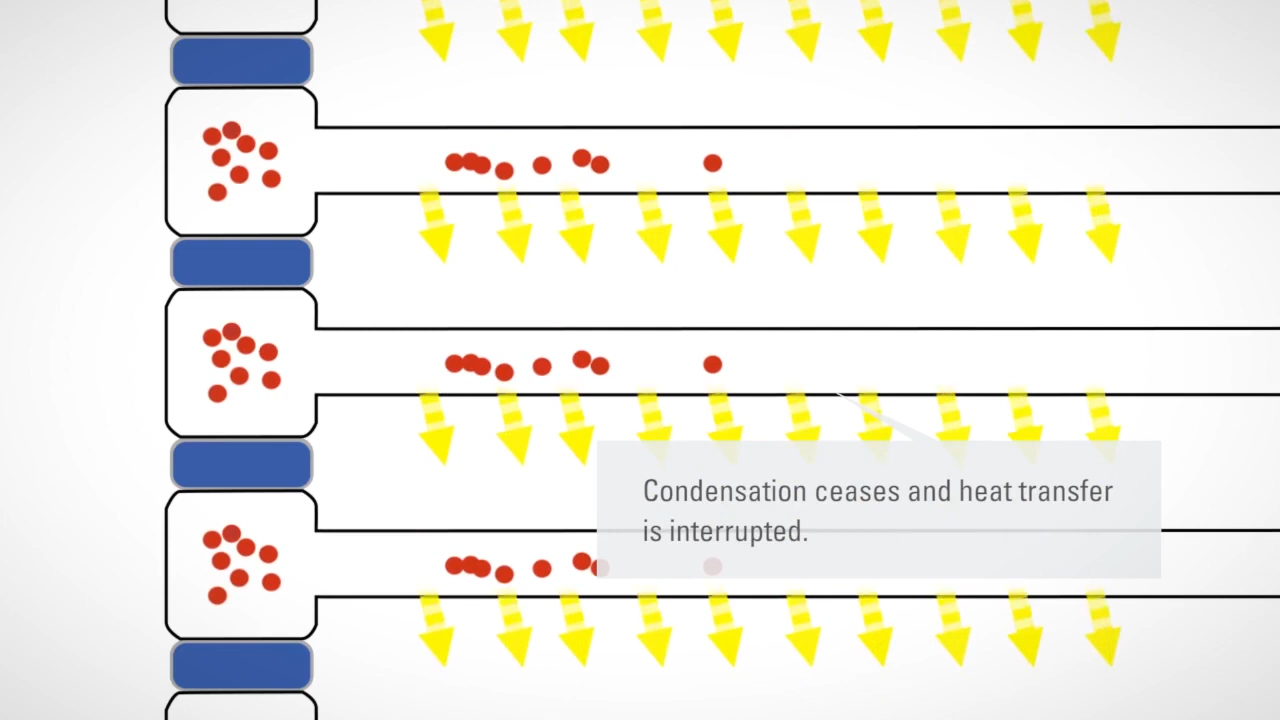 Condensation ceases and heat transfer
is interrupted.